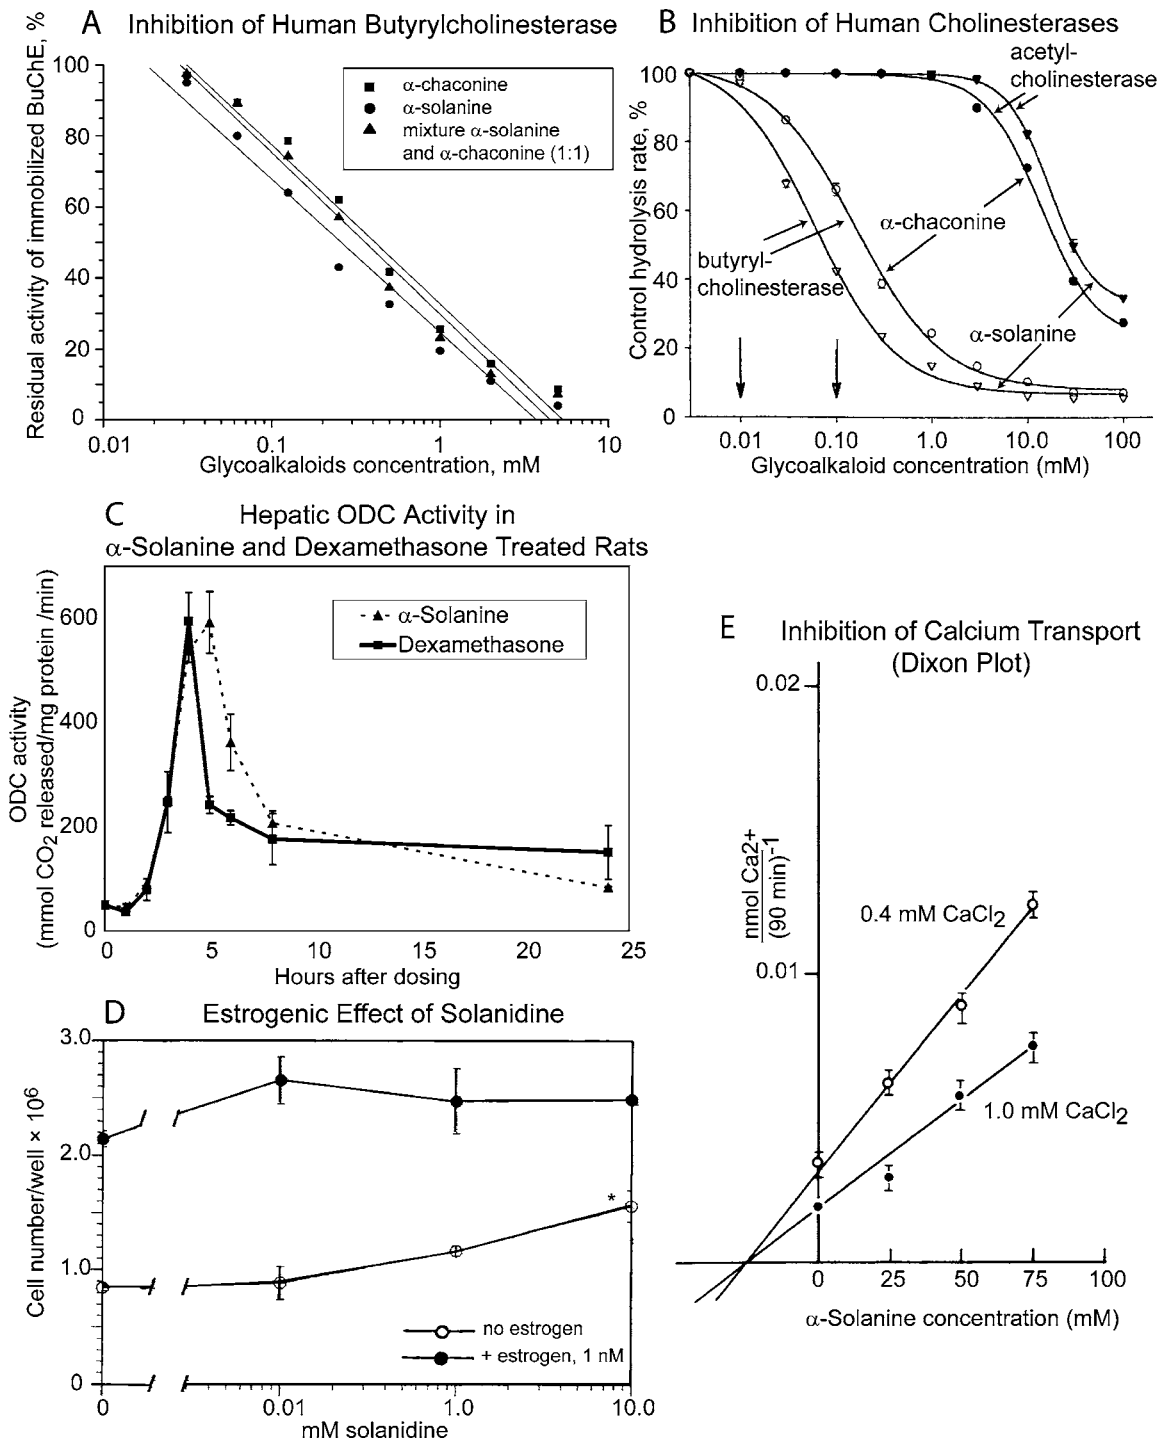 A Inhibition of Human Butyrylcholinesterase
Residual activity of immobilized BuChE, %
100
80
60
40
20
0
α-chaconine
α-solanine
mixture α-solanine
and α-chaconine (1:1)
0.01 0.1 1 10
Glycoalkaloids concentration, mM
B Inhibition of Human Cholinesterases
Control hydrolysis rate, %
100
80
60
40
20
0
acetyl-
cholinesterase
α-chaconine
butyryl-
cholinesterase
α-solanine
0.01 0.10 1.0 10.0 100
Glycoalkaloid concentration (mM)
C Hepatic ODC Activity in
α-Solanine and Dexamethasone Treated Rats
ODC activity
(mmol CO2 released/mg protein /min)
600
400
200
0
α-Solanine
Dexamethasone
0 5 10 15 20 25
Hours after dosing
D Estrogenic Effect of Solanidine
Cell number/well × 10⁶
3.0
2.0
1.0
0
*
no estrogen
+ estrogen, 1 nM
0 0.01 1.0 10.0
mM solanidine
E Inhibition of Calcium Transport
(Dixon Plot)
nmol Ca2+
(90 min)-1
0.02
0.01
0.4 mM CaCl2
1.0 mM CaCl2
0 25 50 75 100
α-Solanine concentration (mM)